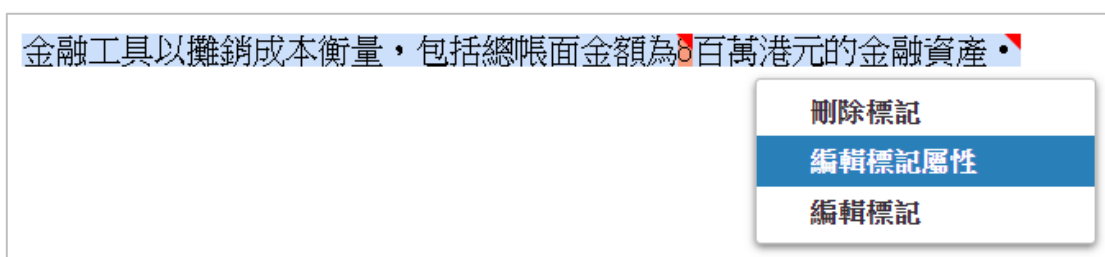 金融工具以攤銷成本衡量，包括總帳面金額為8百萬港元的金融資產•
刪除標記
編輯標記屬性
編輯標記